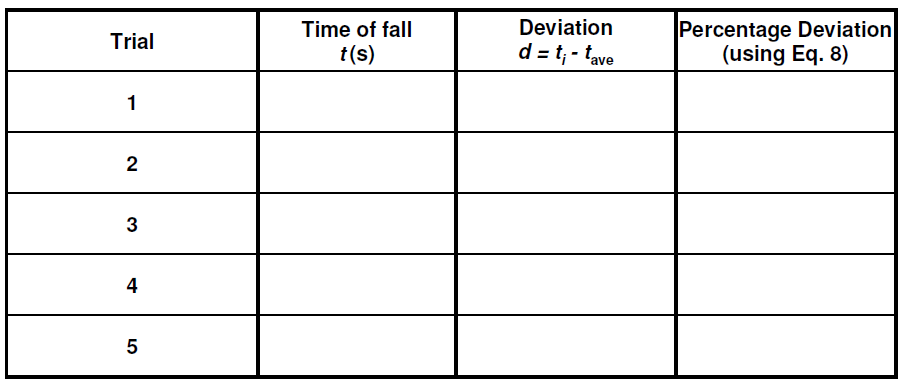 Trial
Time of fall
t (s)
Deviation
d = tᵢ - tave
Percentage Deviation
(using Eq. 8)
1
2
3
4
5